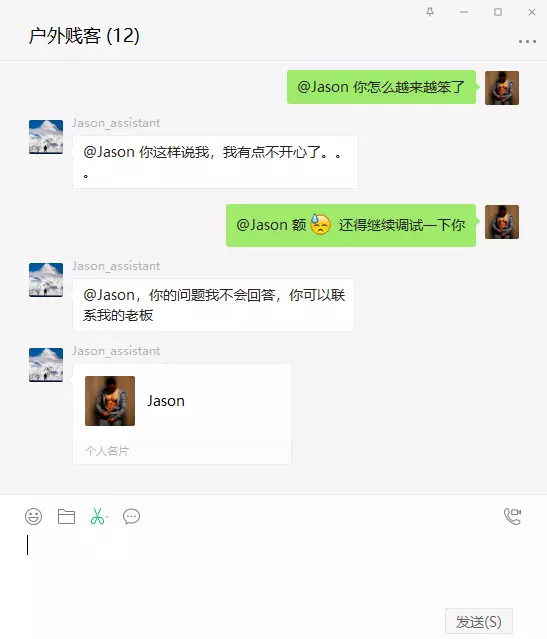 户外贱客 (12)
@Jason 你怎么越来越笨了
Jason_assistant
@Jason 你这样说我，我有点不开心了。。
。
@Jason 额 😓 还得继续调试一下你
Jason_assistant
@Jason，你的问题我不会回答，你可以联
系我的老板
Jason_assistant
Jason
个人名片
发送(S)